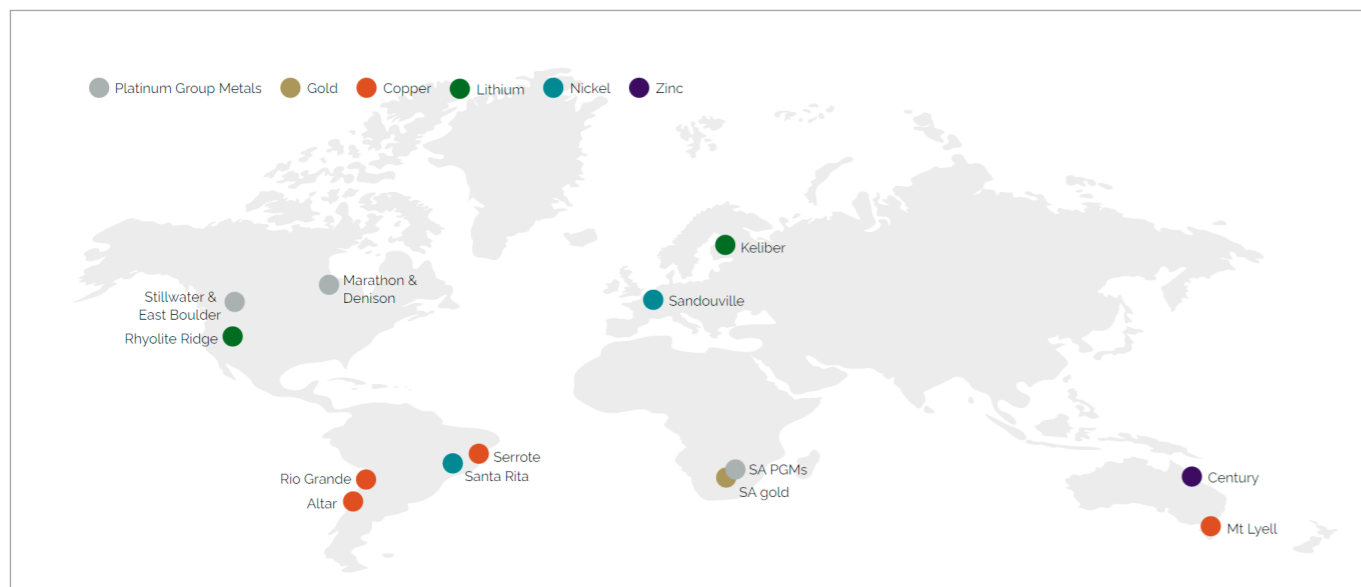 Platinum Group Metals
Gold
Copper
Lithium
Nickel
Zinc
Keliber
Marathon &
Denison
Stillwater &
East Boulder
Sandouville
Rhyolite Ridge
Serrote
Santa Rita
Rio Grande
Altar
SA PGMs
SA gold
Century
Mt Lyell